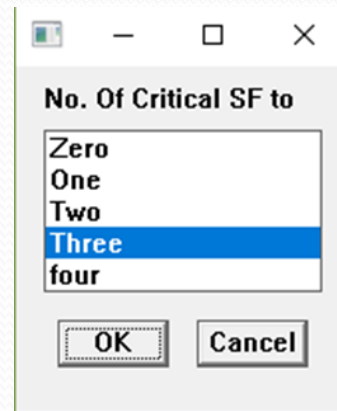 No. Of Critical SF to
Zero
One
Two
Three
four
OK Cancel